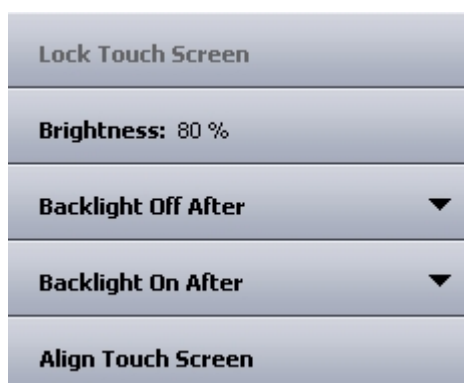 Lock Touch Screen
Brightness: 80 %
Backlight Off After
Backlight On After
Align Touch Screen